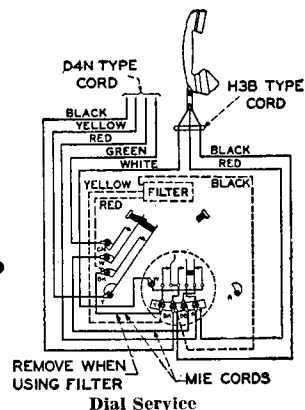 D4N TYPE
CORD
H3B TYPE
CORD
BLACK
YELLOW
RED
GREEN
WHITE
BLACK
RED
YELLOW
FILTER
BLACK
RED
REMOVE WHEN
USING FILTER
MIE CORDS
Dial Service